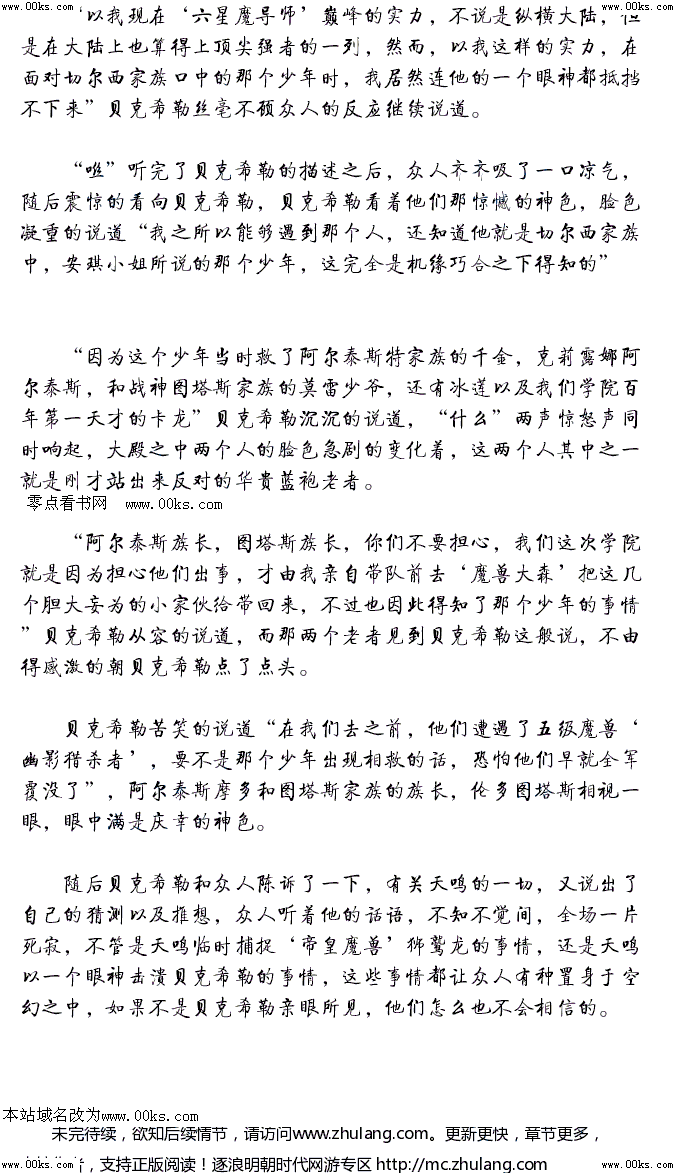 www.00ks.com www.00ks.com www.00ks.com www.00ks.com
“以我现在‘六星魔导师’巅峰的实力，不说是纵横大陆，但
是在大陆上也算得上顶尖强者的一列，然而，以我这样的实力，在
面对切尔西家族口中的那个少年时，我居然连他的一个眼神都抵挡
不下来”贝克希勒丝毫不顾众人的反应继续说道。
“咝”听完了贝克希勒的描述之后，众人齐齐吸了一口凉气，
随后震惊的看向贝克希勒，贝克希勒看着他们那惊憾的神色，脸色
凝重的说道“我之所以能够遇到那个人，还知道他就是切尔西家族
中，安琪小姐所说的那个少年，这完全是机缘巧合之下得知的”
“因为这个少年当时救了阿尔泰斯特家族的千金，克莉露娜阿
尔泰斯，和战神图塔斯家族的莫雷少爷，还有冰莲以及我们学院百
年第一天才的卡龙”贝克希勒沉沉的说道，“什么”两声惊怒声同
时响起，大殿之中两个人的脸色急剧的变化着，这两个人其中之一
就是刚才站出来反对的华贵蓝袍老者。
零点看书网 www.00ks.com
“阿尔泰斯族长，图塔斯族长，你们不要担心，我们这次学院
就是因为担心他们出事，才由我亲自带队前去‘魔兽大森’把这几
个胆大妄为的小家伙给带回来，不过也因此得知了那个少年的事情
”贝克希勒从容的说道，而那两个老者见到贝克希勒这般说，不由
得感激的朝贝克希勒点了点头。
贝克希勒苦笑的说道“在我们去之前，他们遭遇了五级魔兽‘
幽影猎杀者’，要不是那个少年出现相救的话，恐怕他们早就全军
覆没了”，阿尔泰斯摩多和图塔斯家族的族长，伦多图塔斯相视一
眼，眼中满是庆幸的神色。
随后贝克希勒和众人陈诉了一下，有关天鸣的一切，又说出了
自己的猜测以及推想，众人听着他的话语，不知不觉间，全场一片
死寂，不管是天鸣临时捕捉‘帝皇魔兽’狮鹫龙的事情，还是天鸣
以一个眼神击溃贝克希勒的事情，这些事情都让众人有种置身于空
幻之中，如果不是贝克希勒亲眼所见，他们怎么也不会相信的。
本站域名改为www.00ks.com
未完待续，欲知后续情节，请访问www.zhulang.com。更新更快，章节更多，
，支持正版阅读！逐浪明朝时代网游专区 http://mc.zhulang.com
www.00ks.com www.00ks.com www.00ks.com www.00ks.com